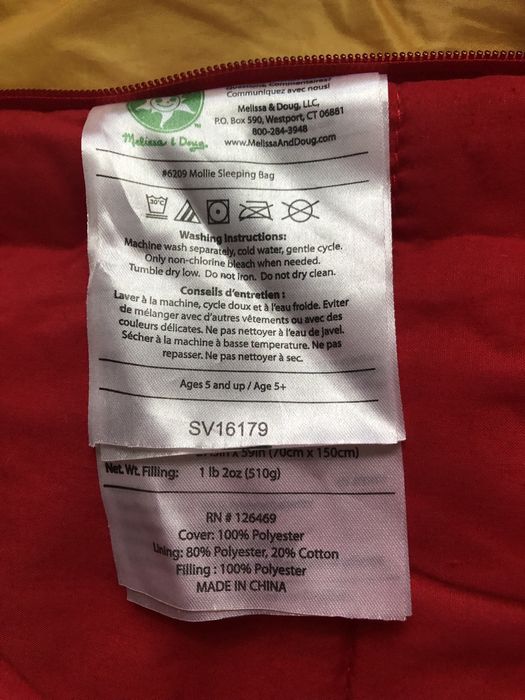 Questions, Commentaires?
Communiquez avec nous!
Melissa & Doug, LLC,
P.O. Box 590, Westport, CT 06881
800-284-3948
www.MelissaAndDoug.com
Melissa & Doug.
TM
#6209 Mollie Sleeping Bag
30°C
Washing Instructions:
Machine wash separately, cold water, gentle cycle.
Only non-chlorine bleach when needed.
Tumble dry low. Do not iron. Do not dry clean.
Conseils d'entretien :
Laver à la machine, cycle doux et à l'eau froide. Eviter
de mélanger avec d'autres vêtements ou avec des
couleurs délicates. Ne pas nettoyer à l'eau de javel.
Sécher à la machine à basse temperature. Ne pas
repasser. Ne pas nettoyer à sec.
Ages 5 and up / Age 5+
SV16179
x 59in (70cm x 150cm)
Net. Wt. Filling: 1 lb 2oz (510g)
RN # 126469
Cover: 100% Polyester
Lining: 80% Polyester, 20% Cotton
Filling : 100% Polyester
MADE IN CHINA